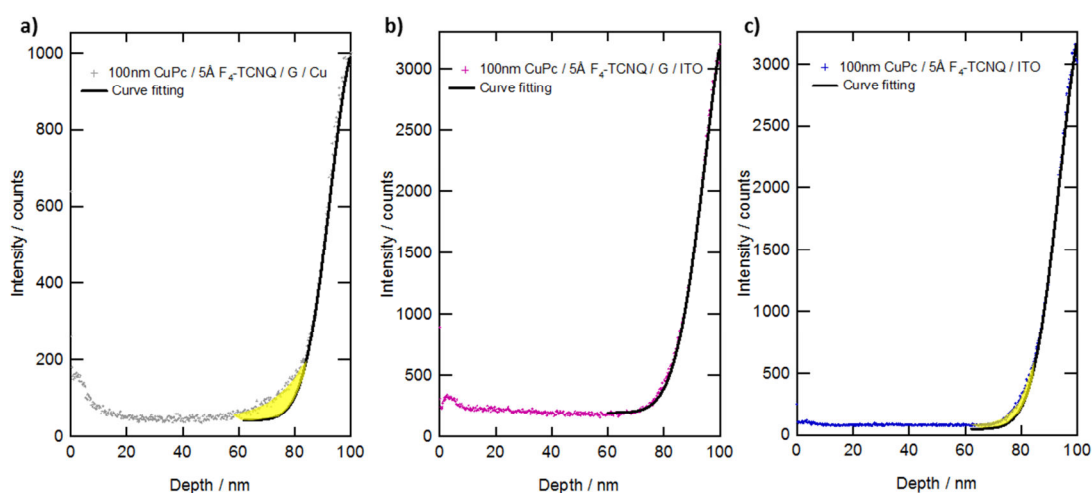 a)
1000
800
600
400
200
0
Intensity / counts
100nm CuPc / 5Å F₄-TCNQ / G / Cu
Curve fitting
0 20 40 60 80 100
Depth / nm
b)
3000
2500
2000
1500
1000
500
0
Intensity / counts
100nm CuPc / 5Å F₄-TCNQ / G / ITO
Curve fitting
0 20 40 60 80 100
Depth / nm
c)
3000
2500
2000
1500
1000
500
0
Intensity / counts
100nm CuPc / 5Å F₄-TCNQ / ITO
Curve fitting
0 20 40 60 80 100
Depth / nm